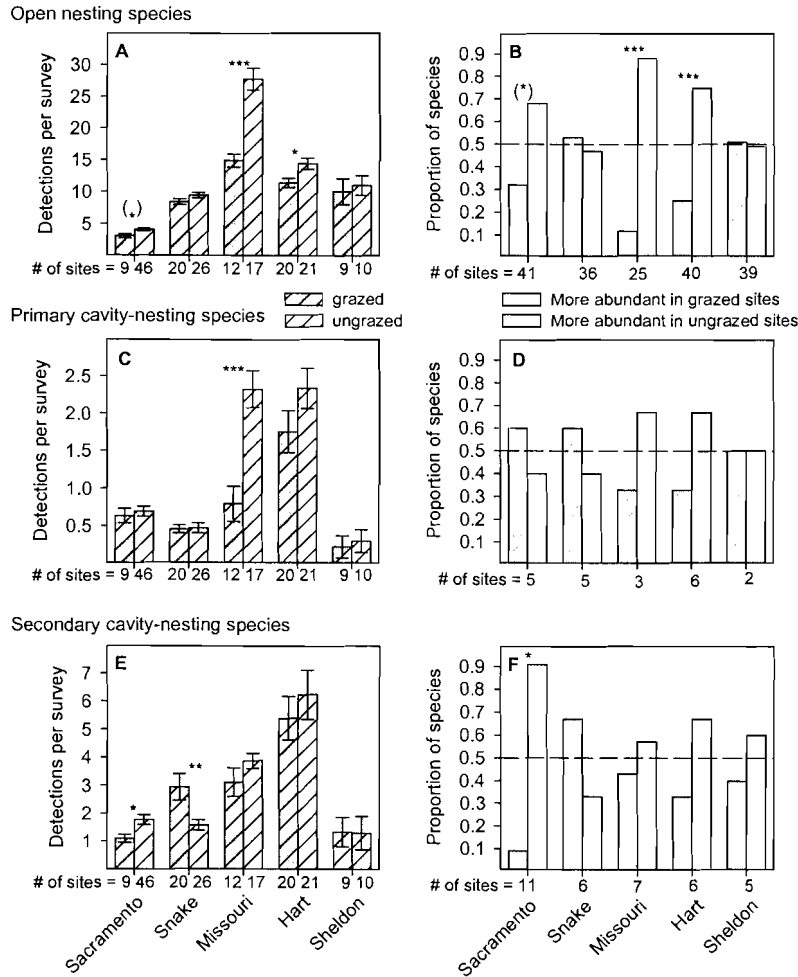 Open nesting species
A
(*)
***
*
Detections per survey
30
25
20
15
10
5
# of sites = 9 46 20 26 12 17 20 21 9 10
B
(*)
***
***
Proportion of species
0.9
0.8
0.7
0.6
0.5
0.4
0.3
0.2
0.1
# of sites = 41 36 25 40 39
grazed
ungrazed
More abundant in grazed sites
More abundant in ungrazed sites
Primary cavity-nesting species
C
***
Detections per survey
2.5
2.0
1.5
1.0
0.5
# of sites = 9 46 20 26 12 17 20 21 9 10
D
Proportion of species
0.9
0.7
0.6
0.5
0.4
0.3
0.1
# of sites = 5 5 3 6 2
Secondary cavity-nesting species
E
*
**
Detections per survey
7
6
5
4
3
2
1
# of sites = 9 46 20 26 12 17 20 21 9 10
Sacramento
Snake
Missouri
Hart
Sheldon
F
*
Proportion of species
0.9
0.7
0.6
0.5
0.4
0.3
0.1
# of sites = 11 6 7 6 5
Sacramento
Snake
Missouri
Hart
Sheldon